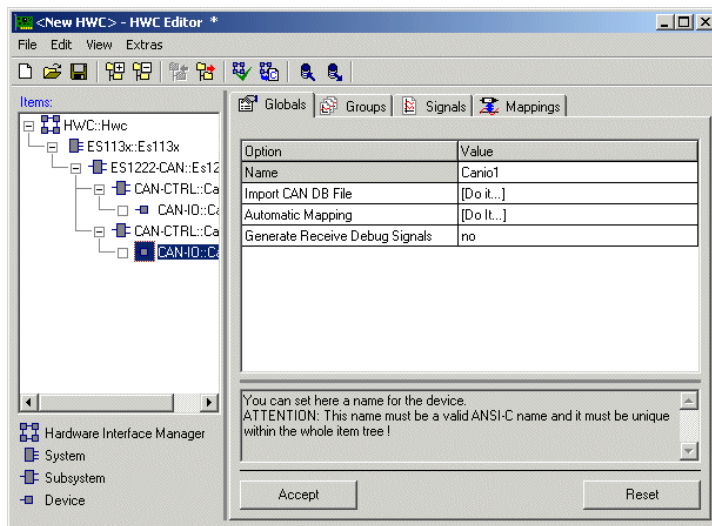 <New HWC> - HWC Editor *
File Edit View Extras
Items:
HWC::Hwc
ES113x::Es113x
ES1222-CAN::Es12
CAN-CTRL::Ca
CAN-IO::Ca
CAN-CTRL::Ca
CAN-IO::Ca
Hardware Interface Manager
System
Subsystem
Device
Globals Groups Signals Mappings
Option Value
Name Canio1
Import CAN DB File [Do it...]
Automatic Mapping [Do It...]
Generate Receive Debug Signals no
You can set here a name for the device.
ATTENTION: This name must be a valid ANSI-C name and it must be unique
within the whole item tree !
Accept Reset